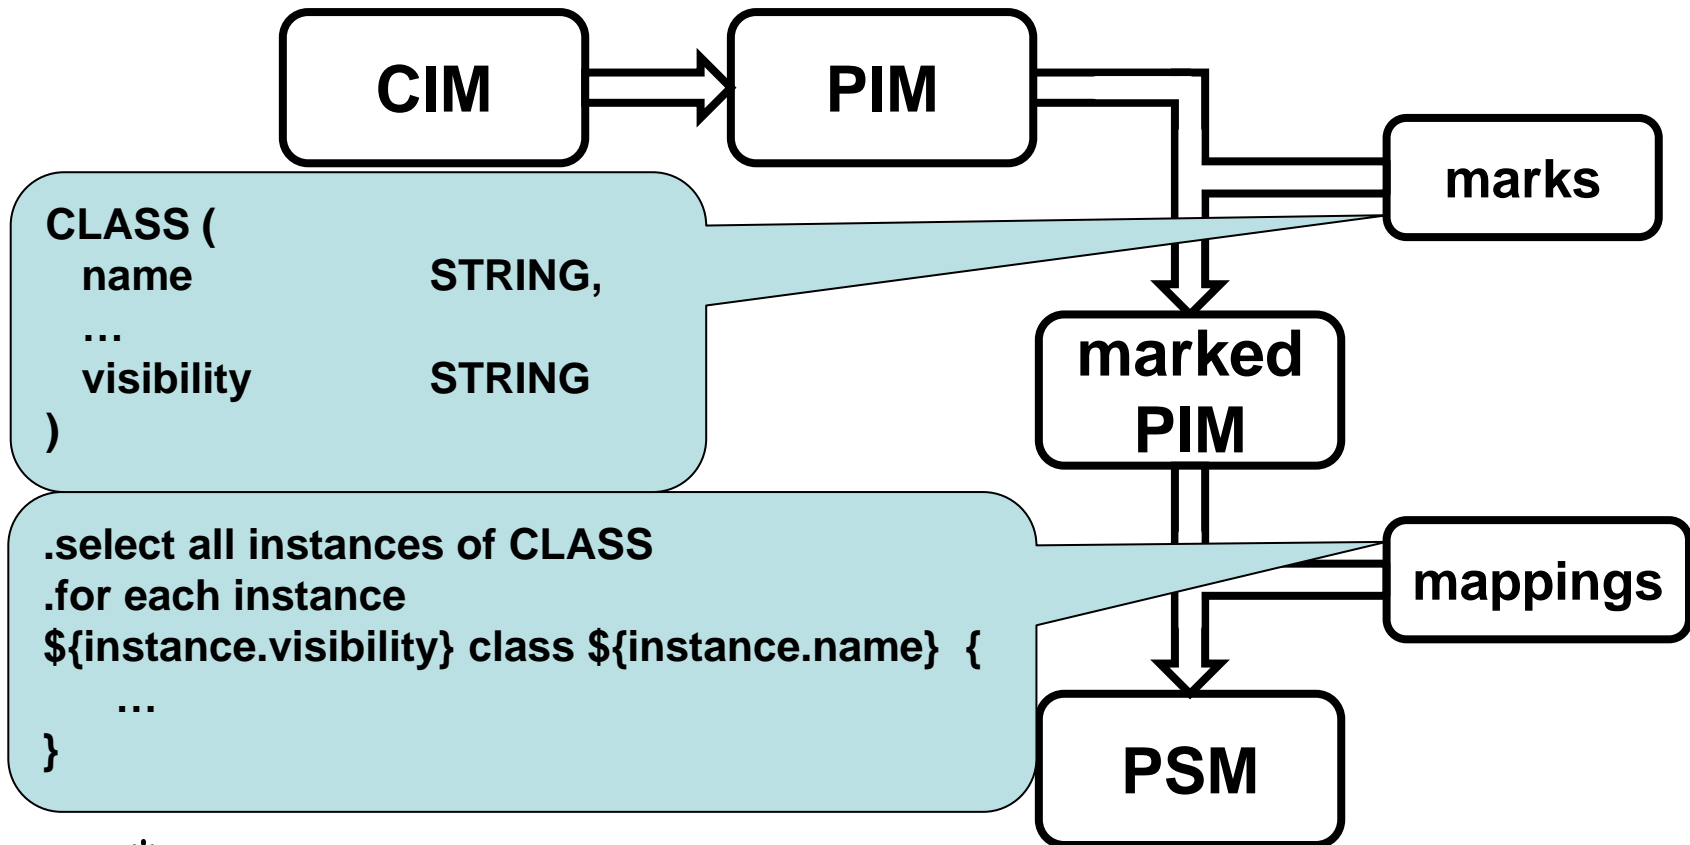 CIM
PIM
marks
CLASS (
name STRING,
…
visibility STRING
)
marked
PIM
.select all instances of CLASS
.for each instance
${instance.visibility} class ${instance.name} {
…
}
mappings
PSM